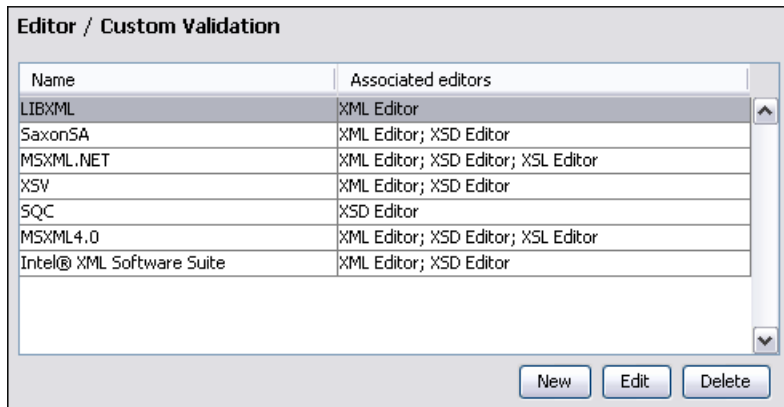 Editor / Custom Validation
Name Associated editors
LIBXML XML Editor
SaxonSA XML Editor; XSD Editor
MSXML.NET XML Editor; XSD Editor; XSL Editor
XSV XML Editor; XSD Editor
SQC XSD Editor
MSXML4.0 XML Editor; XSD Editor; XSL Editor
Intel® XML Software Suite XML Editor; XSD Editor
New Edit Delete